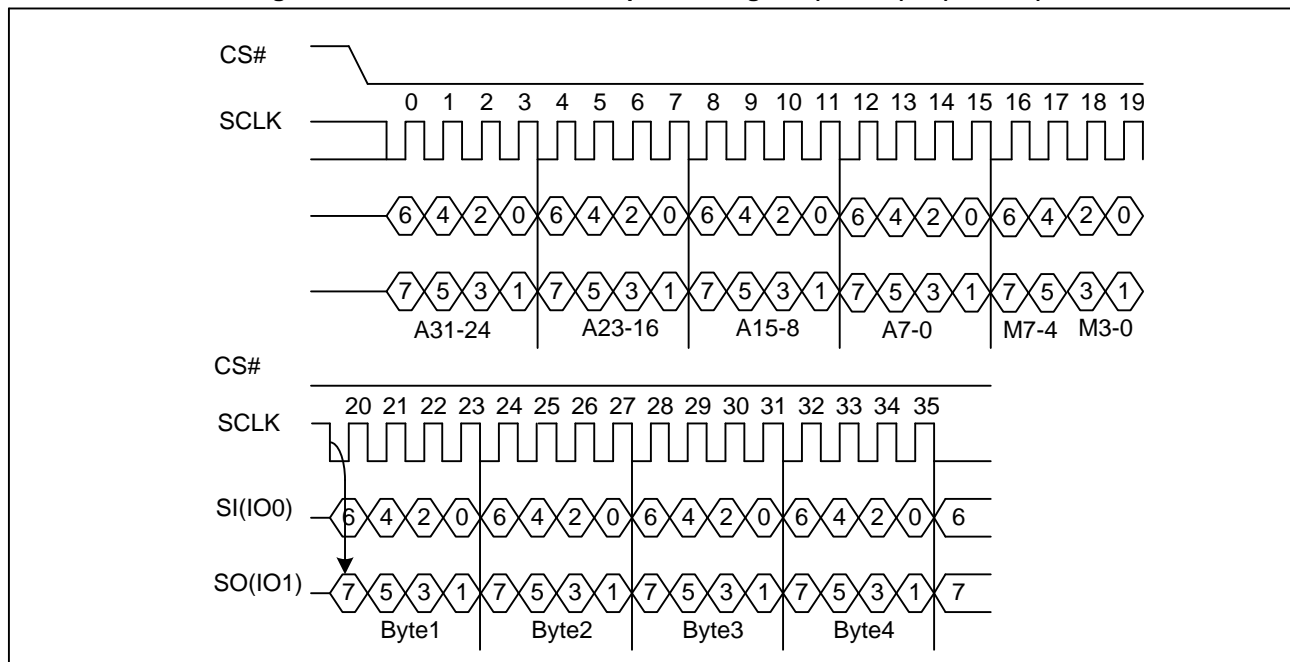 CS#
0 1 2 3 4 5 6 7 8 9 10 11 12 13 14 15 16 17 18 19
SCLK
6 4 2 0 6 4 2 0 6 4 2 0 6 4 2 0 6 4 2 0
7 5 3 1 7 5 3 1 7 5 3 1 7 5 3 1 7 5 3 1
A31-24 A23-16 A15-8 A7-0 M7-4 M3-0
CS#
20 21 22 23 24 25 26 27 28 29 30 31 32 33 34 35
SCLK
SI(IO0) 6 4 2 0 6 4 2 0 6 4 2 0 6 4 2 0 6
SO(IO1) 7 5 3 1 7 5 3 1 7 5 3 1 7 5 3 1 7
Byte1 Byte2 Byte3 Byte4